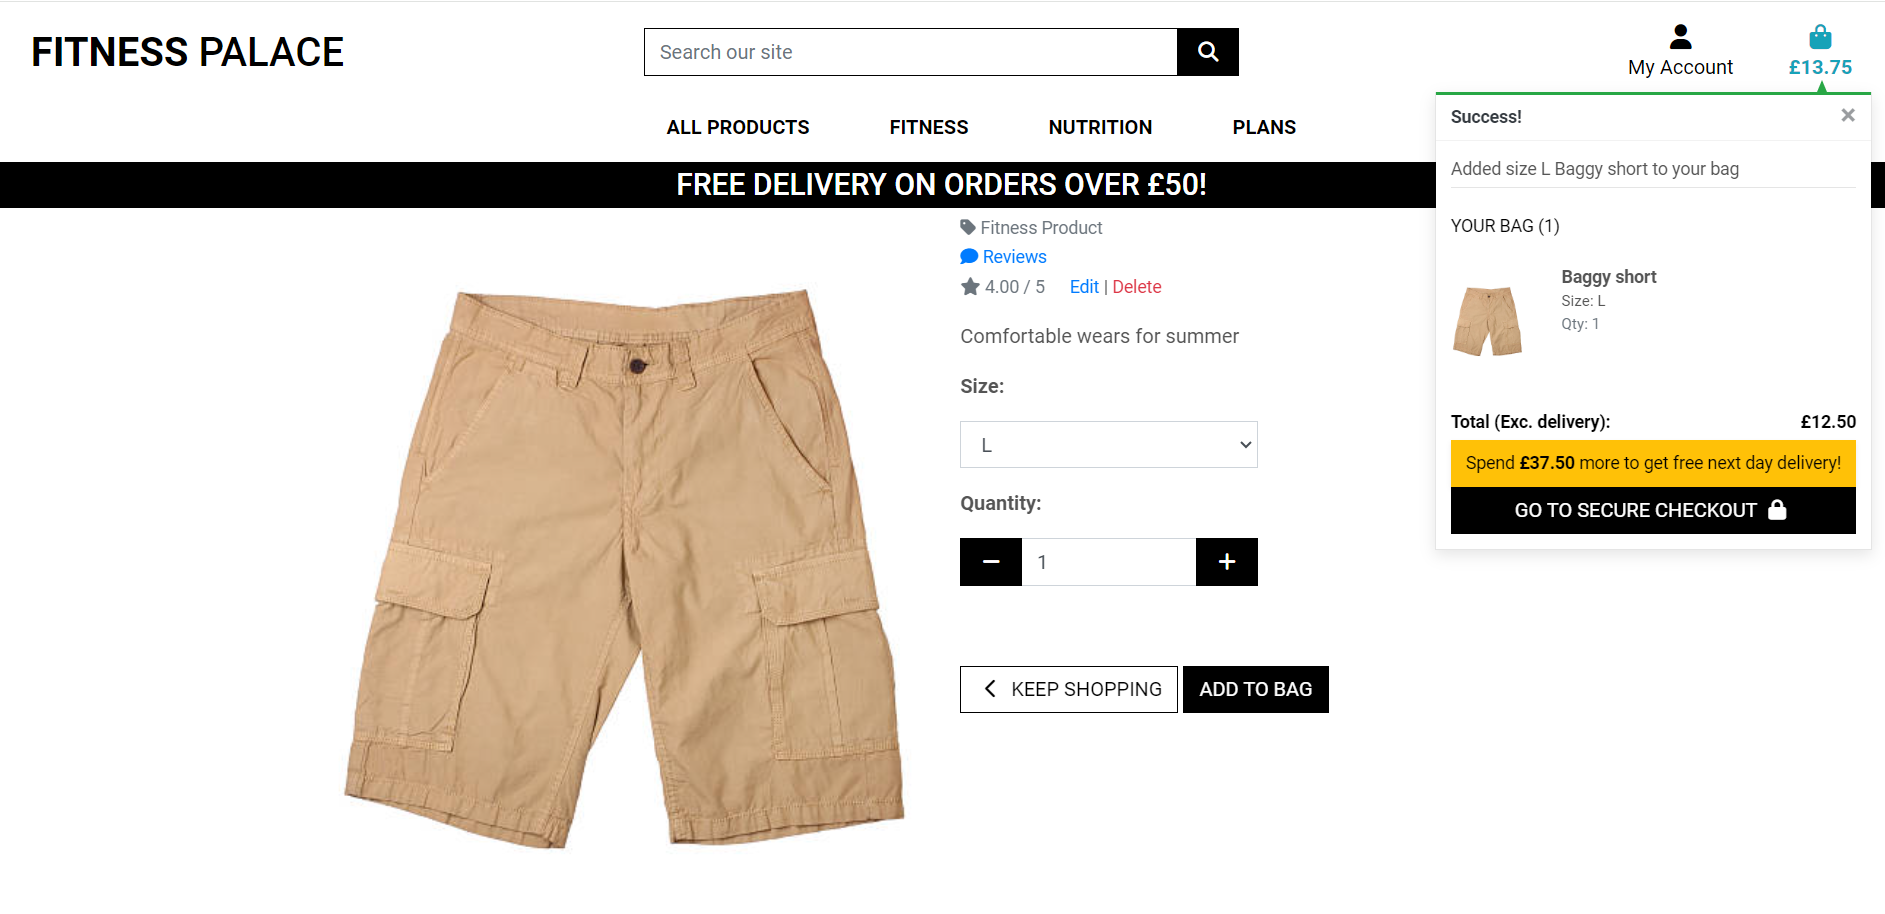 FITNESS PALACE
Search our site
My Account
£13.75
ALL PRODUCTS
FITNESS
NUTRITION
PLANS
FREE DELIVERY ON ORDERS OVER £50!
Success!
×
Added size L Baggy short to your bag
YOUR BAG (1)
Baggy short
Size: L
Qty: 1
Total (Exc. delivery): £12.50
Spend £37.50 more to get free next day delivery!
GO TO SECURE CHECKOUT
Fitness Product
Reviews
4.00 / 5 Edit | Delete
Comfortable wears for summer
Size:
L
Quantity:
1
KEEP SHOPPING
ADD TO BAG